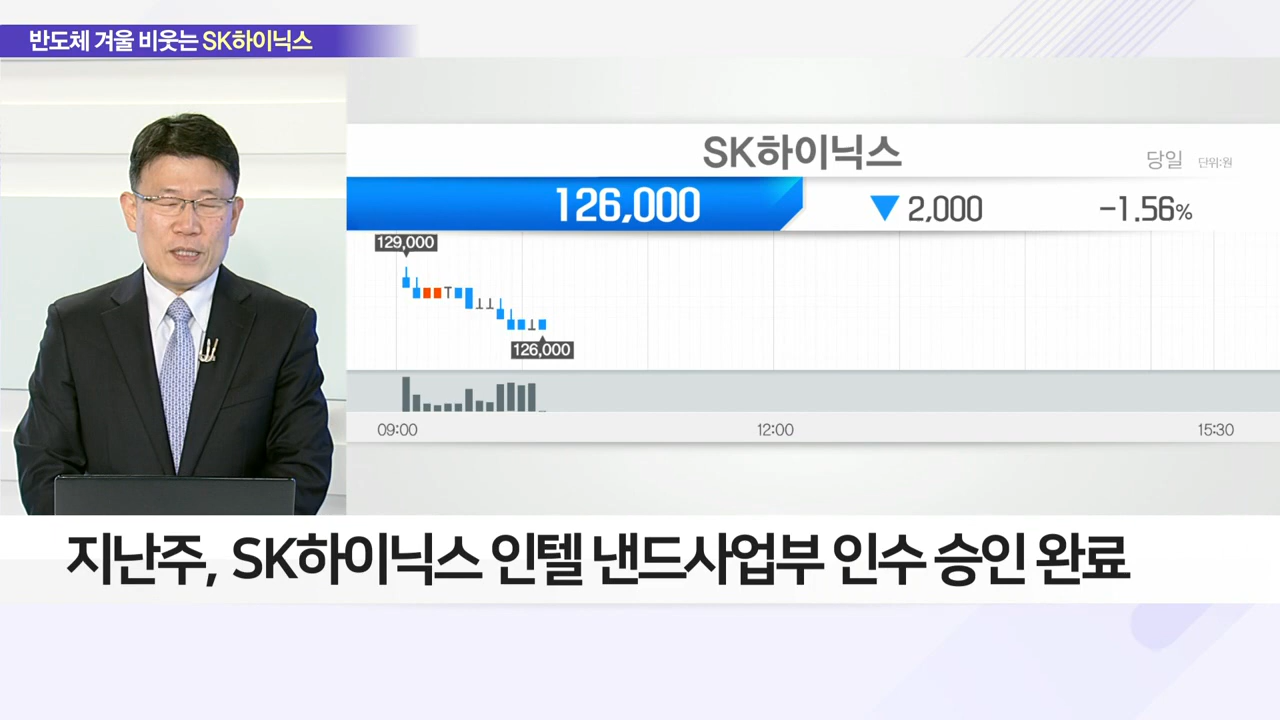 반도체 겨울 비웃는 SK하이닉스
SK하이닉스
당일 단위:원
126,000 ▼ 2,000 -1.56%
129,000
126,000
09:00 12:00 15:30
지난주, SK하이닉스 인텔 낸드사업부 인수 승인 완료